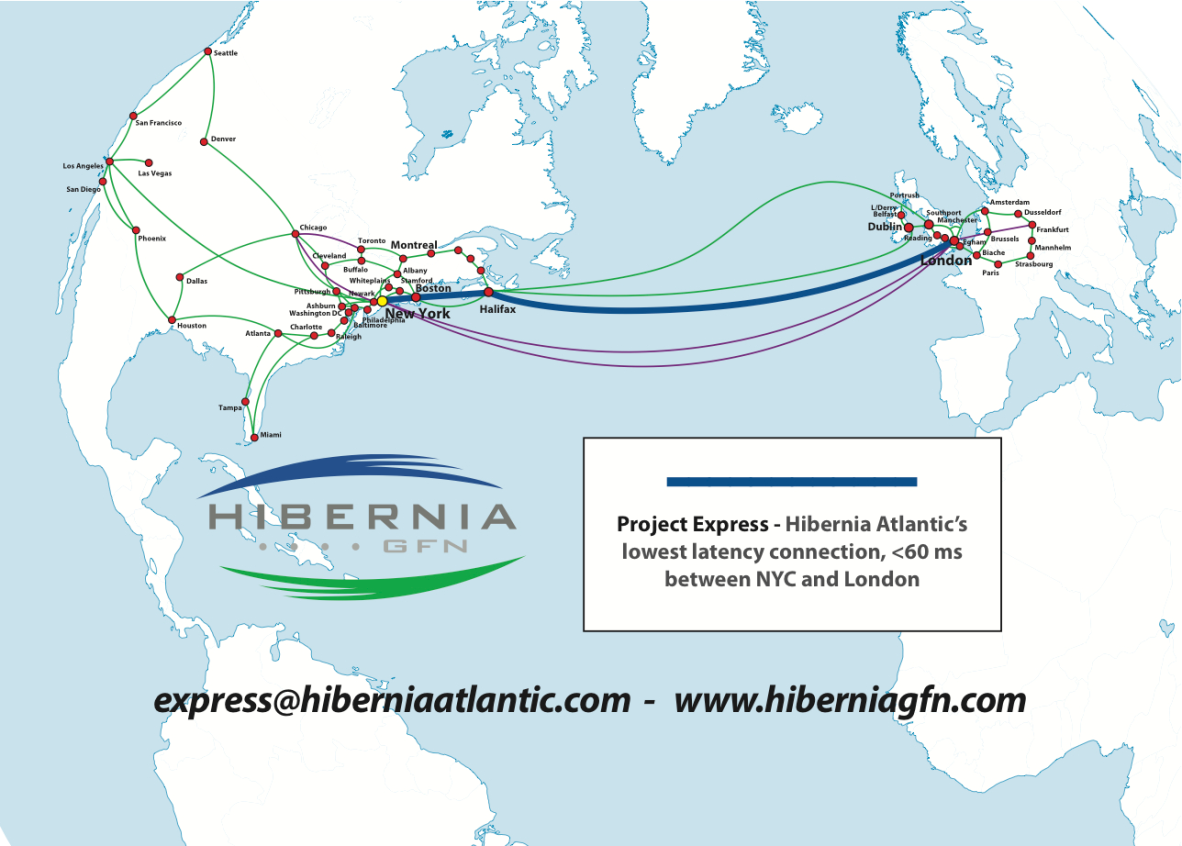 Seattle
San Francisco
Denver
Los Angeles
Las Vegas
San Diego
Phoenix
Chicago
Toronto
Montreal
Cleveland
Buffalo
Albany
Dallas
Whiteplains
Stamford
Pittsburgh
Newark
Boston
Halifax
Ashburn
New York
Washington DC
Philadelphia
Houston
Charlotte
Baltimore
Atlanta
Raleigh
Tampa
Miami
Portrush
L/Derry
Belfast
Dublin
Southport
Manchester
Reading
Egham
London
Amsterdam
Dusseldorf
Frankfurt
Brussels
Mannheim
Biache
Strasbourg
Paris
HIBERNIA
GFN
Project Express - Hibernia Atlantic's
lowest latency connection, <60 ms
between NYC and London
express@hiberniaatlantic.com - www.hiberniagfn.com